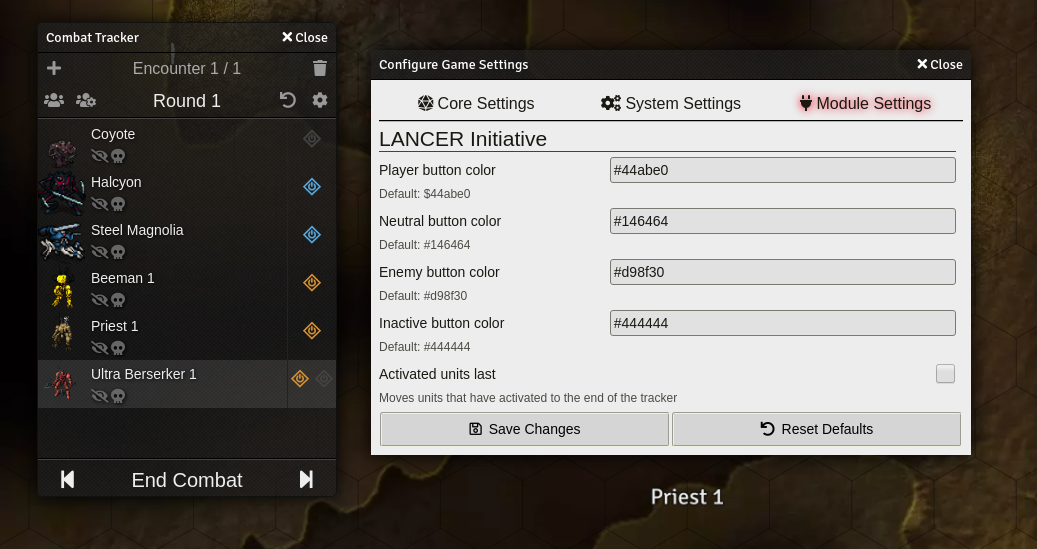 Combat Tracker
Close
Encounter 1 / 1
Round 1
Coyote
Halcyon
Steel Magnolia
Beeman 1
Priest 1
Ultra Berserker 1
End Combat
Configure Game Settings
Close
Core Settings
System Settings
Module Settings
LANCER Initiative
Player button color
#44abe0
Default: $44abe0
Neutral button color
#146464
Default: #146464
Enemy button color
#d98f30
Default: #d98f30
Inactive button color
#444444
Default: #444444
Activated units last
Moves units that have activated to the end of the tracker
Save Changes
Reset Defaults
Priest 1